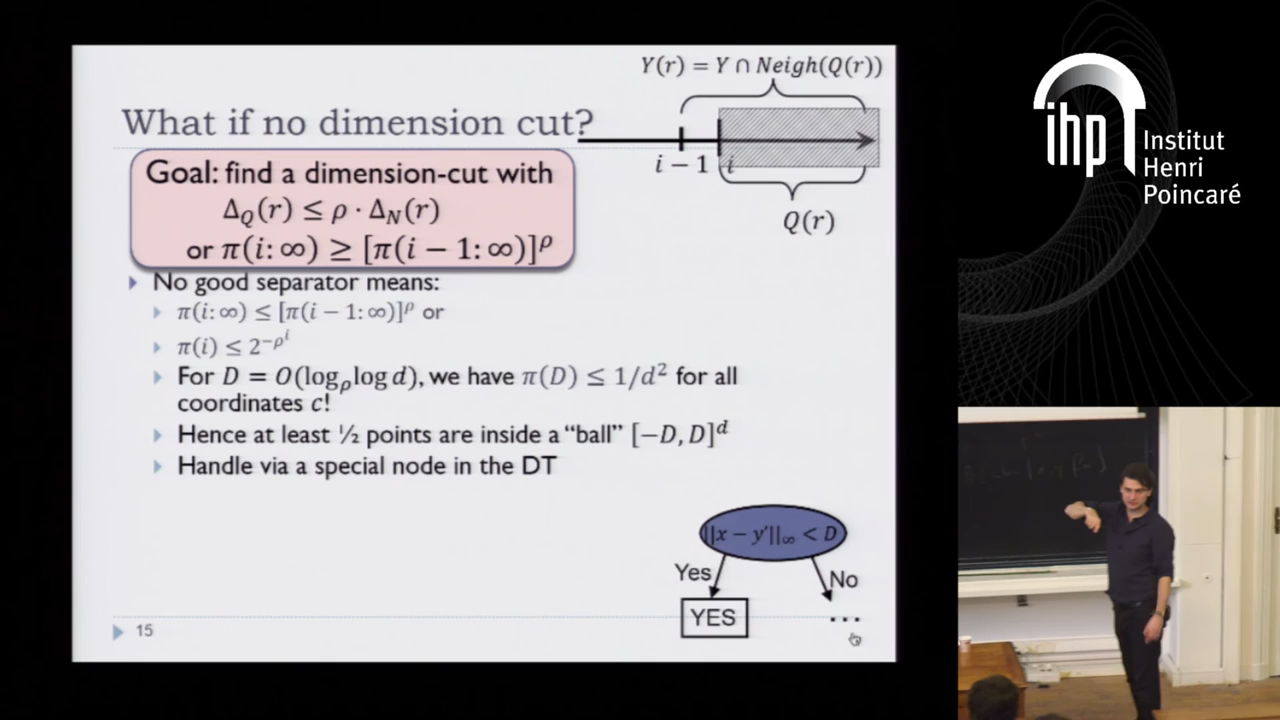 Y(r) = Y ∩ Neigh(Q(r))
What if no dimension cut?
i − 1
i
Q(r)
Goal: find a dimension-cut with
Δ_Q(r) ≤ ρ · Δ_N(r)
or π(i: ∞) ≥ [π(i − 1: ∞)]^ρ
No good separator means:
π(i: ∞) ≤ [π(i − 1: ∞)]^ρ or
π(i) ≤ 2^{−ρ^i}
For D = O(log_ρ log d), we have π(D) ≤ 1/d² for all
coordinates c!
Hence at least ½ points are inside a “ball” [−D, D]^d
Handle via a special node in the DT
||x − y'||_∞ < D
Yes
No
YES
...
15
ihp
Institut
Henri
Poincaré